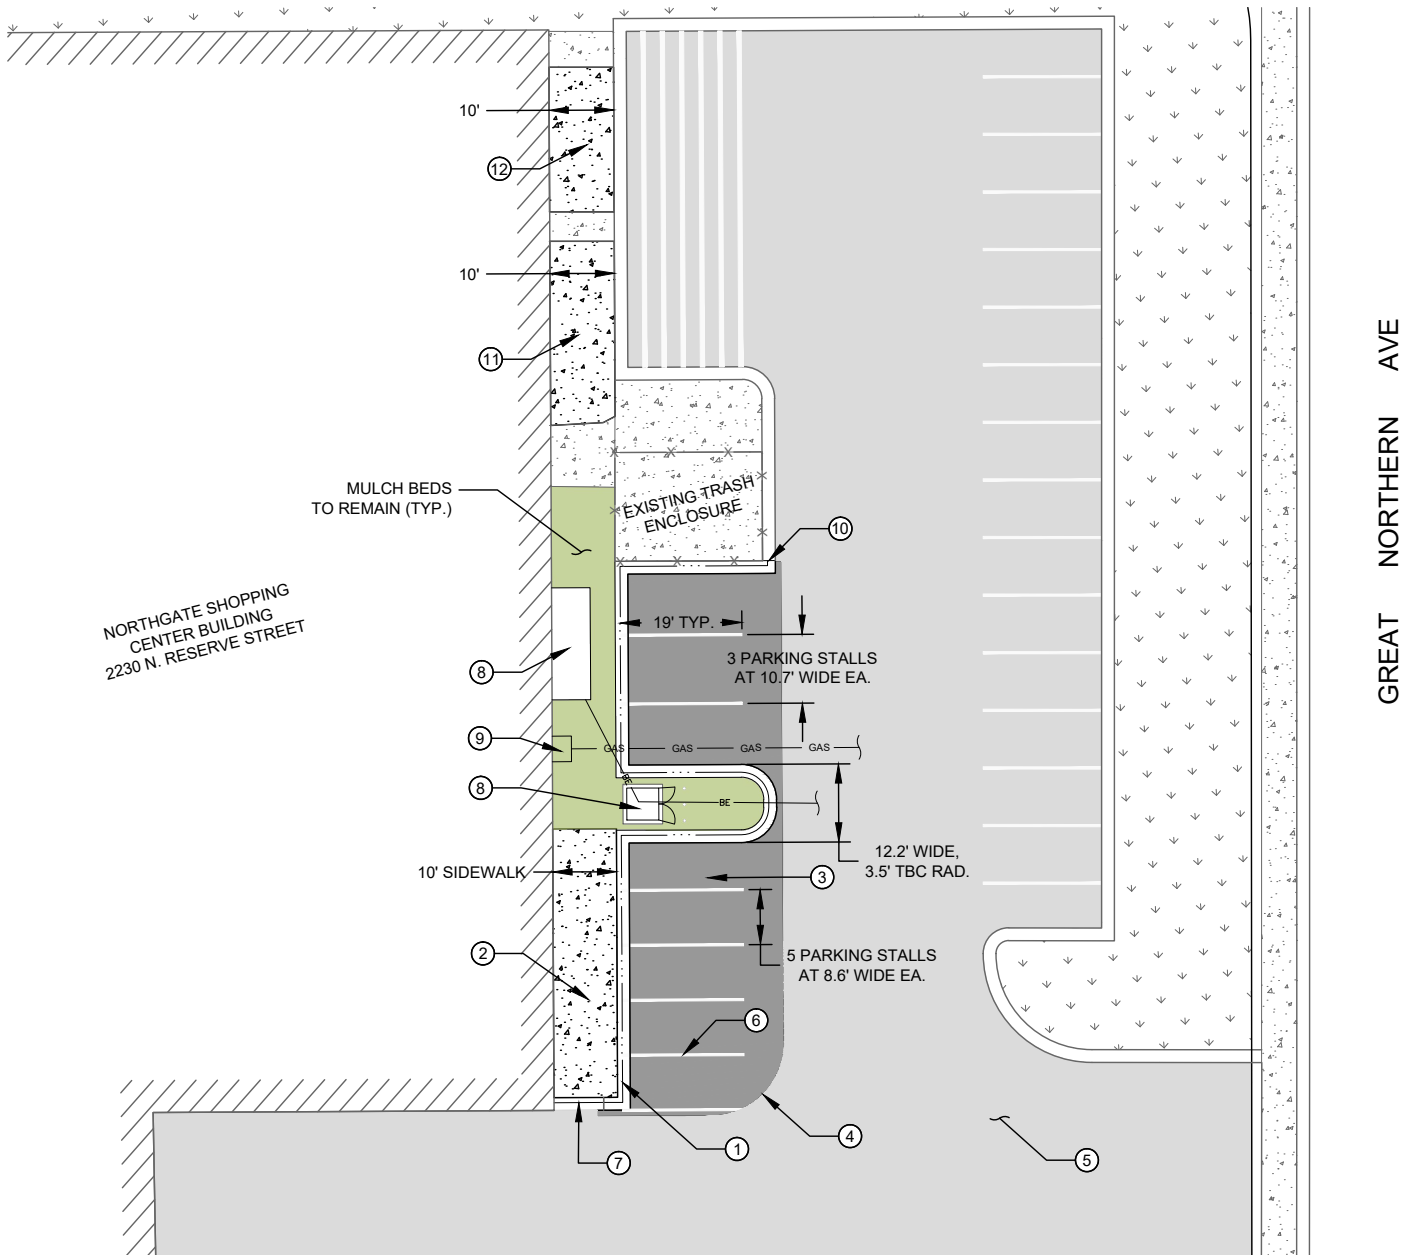 10'
12
10'
11
MULCH BEDS
TO REMAIN (TYP.)
EXISTING TRASH
ENCLOSURE
10
NORTHGATE SHOPPING
CENTER BUILDING
2230 N. RESERVE STREET
19' TYP.
3 PARKING STALLS
AT 10.7' WIDE EA.
8
9
GAS GAS GAS GAS
BE
8
BE
12.2' WIDE,
3.5' TBC RAD.
10' SIDEWALK
3
2
5 PARKING STALLS
AT 8.6' WIDE EA.
6
4
1
7
5
GREAT NORTHERN AVE